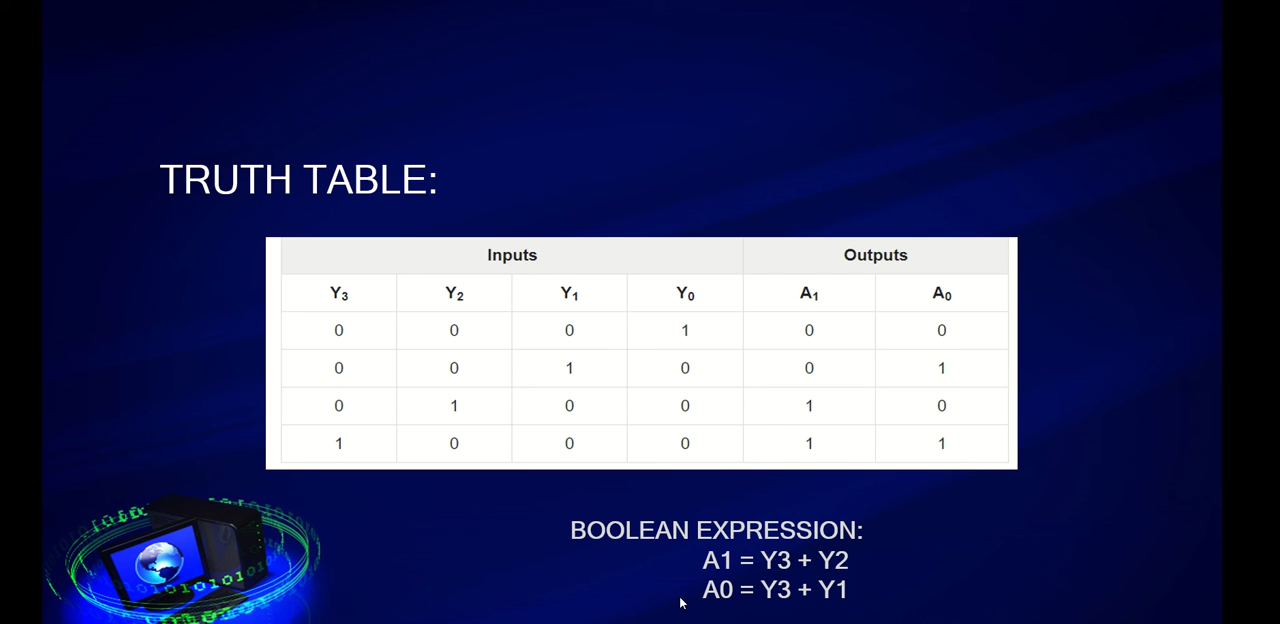 TRUTH TABLE:
Inputs Outputs
Y3 Y2 Y1 Y0 A1 A0
0 0 0 1 0 0
0 0 1 0 0 1
0 1 0 0 1 0
1 0 0 0 1 1
BOOLEAN EXPRESSION:
A1 = Y3 + Y2
A0 = Y3 + Y1